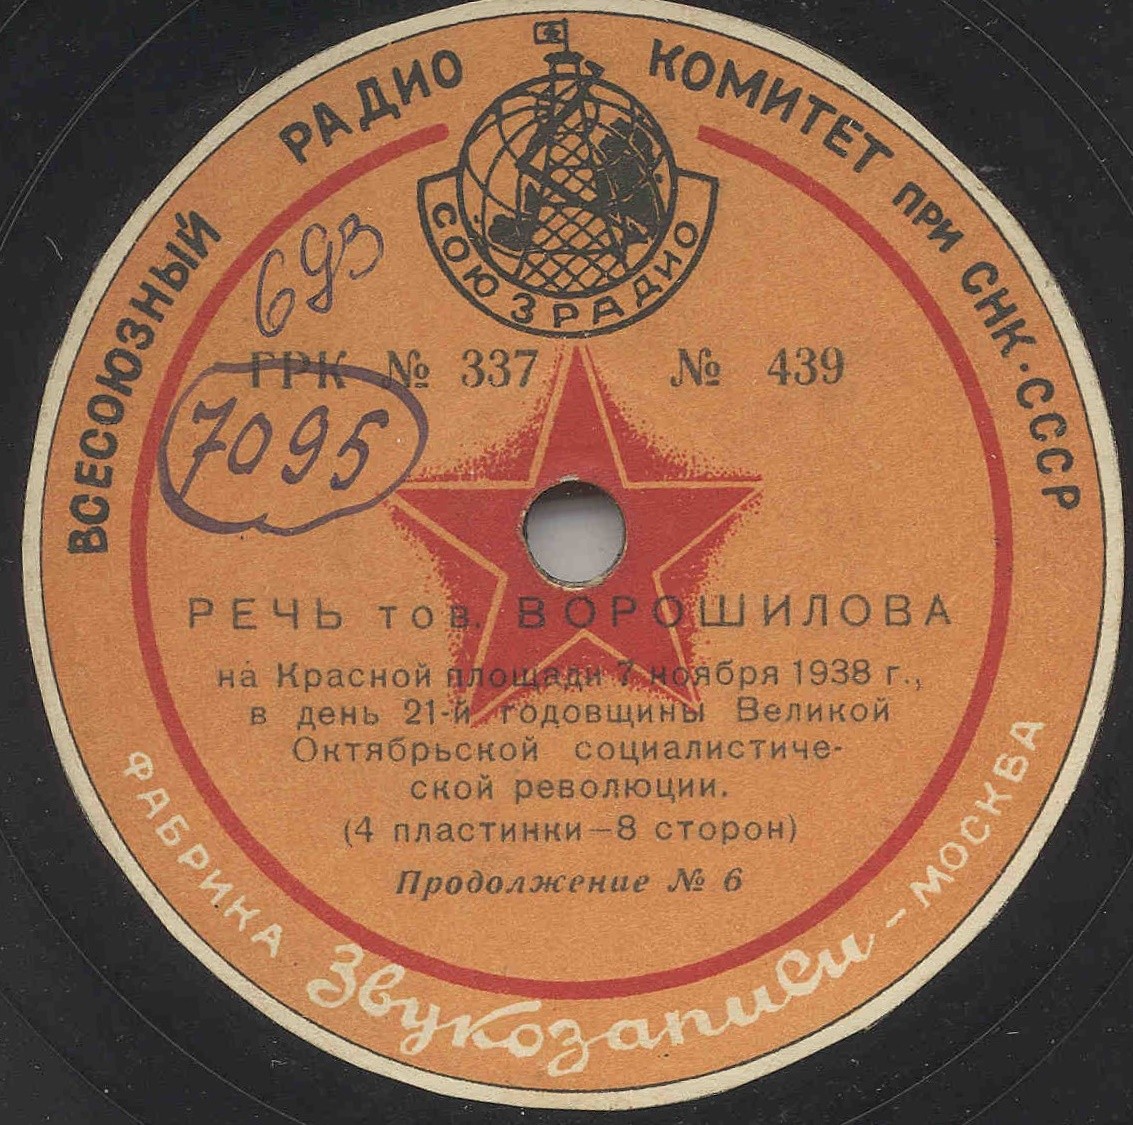 ВСЕСОЮЗНЫЙ РАДИО КОМИТЕТ ПРИ СНК·СССР
СОЮЗРАДИО
693
ГРК № 337 № 439
7095
РЕЧЬ тов. ВОРОШИЛОВА
на Красной площади 7 ноября 1938 г.,
в день 21-й годовщины Великой
Октябрьской социалистиче-
ской революции.
(4 пластинки—8 сторон)
Продолжение № 6
ФАБРИКА Звукозаписи – МОСКВА